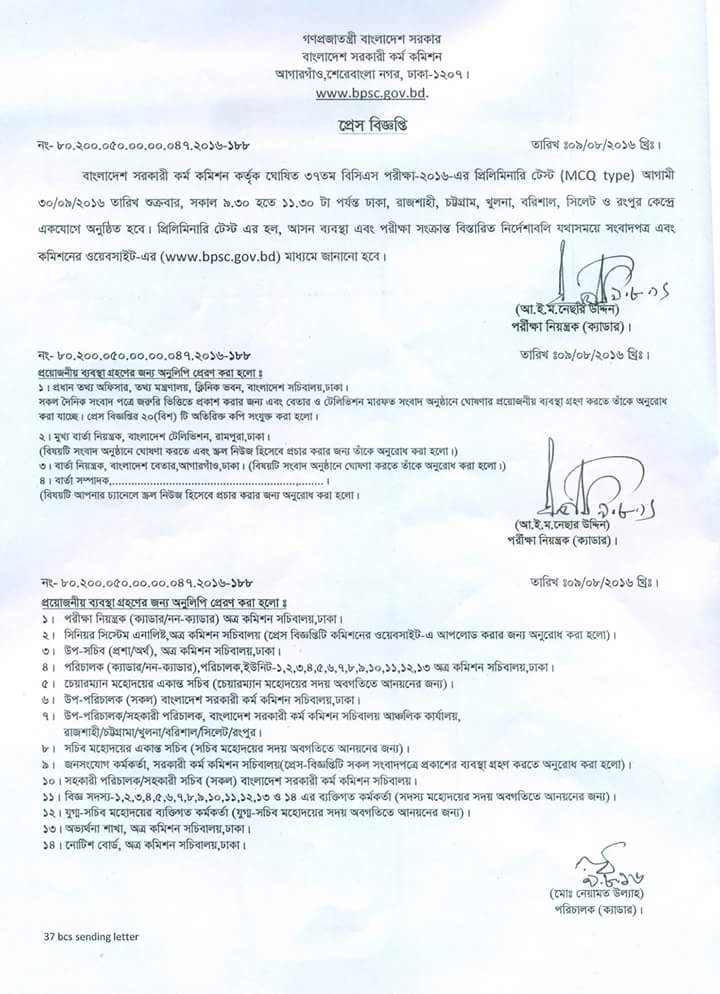 গণপ্রজাতন্ত্রী বাংলাদেশ সরকার
বাংলাদেশ সরকারী কর্ম কমিশন
আগারগাঁও,শেরেবাংলা নগর, ঢাকা-১২০৭।
www.bpsc.gov.bd.
প্রেস বিজ্ঞপ্তি
নং- ৮০.২০০.০৫০.০০.০০.০৪৭.২০১৬-১৮৮ তারিখ ঃ০৯/০৮/২০১৬ খ্রিঃ।
বাংলাদেশ সরকারী কর্ম কমিশন কর্তৃক ঘোষিত ৩৭তম বিসিএস পরীক্ষা-২০১৬-এর প্রিলিমিনারি টেস্ট (MCQ type) আগামী
৩০/০৯/২০১৬ তারিখ শুক্রবার, সকাল ৯.৩০ হতে ১১.৩০ টা পর্যন্ত ঢাকা, রাজশাহী, চট্টগ্রাম, খুলনা, বরিশাল, সিলেট ও রংপুর কেন্দ্রে
একযোগে অনুষ্ঠিত হবে। প্রিলিমিনারি টেস্ট এর হল, আসন ব্যবস্থা এবং পরীক্ষা সংক্রান্ত বিস্তারিত নির্দেশাবলি যথাসময়ে সংবাদপত্র এবং
কমিশনের ওয়েবসাইট-এর (www.bpsc.gov.bd) মাধ্যমে জানানো হবে।
৯.৮.১৬
(আ.ই.ম.নেছার উদ্দিন)
পরীক্ষা নিয়ন্ত্রক (ক্যাডার)।
নং- ৮০.২০০.০৫০.০০.০০.০৪৭.২০১৬-১৮৮ তারিখ ঃ০৯/০৮/২০১৬ খ্রিঃ।
প্রয়োজনীয় ব্যবস্থা গ্রহণের জন্য অনুলিপি প্রেরণ করা হলো ঃ
১। প্রধান তথ্য অফিসার, তথ্য মন্ত্রণালয়, ক্লিনিক ভবন, বাংলাদেশ সচিবালয়,ঢাকা।
সকল দৈনিক সংবাদ পত্রে জরুরি ভিত্তিতে প্রকাশ করার জন্য এবং বেতার ও টেলিভিশন মারফত সংবাদ অনুষ্ঠানে ঘোষণার প্রয়োজনীয় ব্যবস্থা গ্রহণ করতে তাঁকে অনুরোধ
করা যাচ্ছে। প্রেস বিজ্ঞপ্তির ২০(বিশ) টি অতিরিক্ত কপি সংযুক্ত করা হলো।
২। মুখ্য বার্তা নিয়ন্ত্রক, বাংলাদেশ টেলিভিশন, রামপুরা,ঢাকা।
(বিষয়টি সংবাদ অনুষ্ঠানে ঘোষণা করতে এবং স্ক্রল নিউজ হিসেবে প্রচার করার জন্য তাঁকে অনুরোধ করা হলো।)
৩। বার্তা নিয়ন্ত্রক, বাংলাদেশ বেতার,আগারগাঁও,ঢাকা। (বিষয়টি সংবাদ অনুষ্ঠানে ঘোষণা করতে তাঁকে অনুরোধ করা হলো।)
৪। বার্তা সম্পাদক,............................................................,.........।
(বিষয়টি আপনার চ্যানেলে স্ক্রল নিউজ হিসেবে প্রচার করার জন্য অনুরোধ করা হলো।
৯.৮.১৬
(আ.ই.ম.নেছার উদ্দিন)
পরীক্ষা নিয়ন্ত্রক (ক্যাডার)।
নং- ৮০.২০০.০৫০.০০.০০.০৪৭.২০১৬-১৮৮ তারিখ ঃ০৯/০৮/২০১৬ খ্রিঃ।
প্রয়োজনীয় ব্যবস্থা গ্রহণের জন্য অনুলিপি প্রেরণ করা হলো ঃ
১। পরীক্ষা নিয়ন্ত্রক (ক্যাডার/নন-ক্যাডার) অত্র কমিশন সচিবালয়,ঢাকা।
২। সিনিয়র সিস্টেম এনালিষ্ট,অত্র কমিশন সচিবালয় (প্রেস বিজ্ঞপ্তিটি কমিশনের ওয়েবসাইট-এ আপলোড করার জন্য অনুরোধ করা হলো)।
৩। উপ-সচিব (প্রশা/অর্থ), অত্র কমিশন সচিবালয়,ঢাকা।
৪। পরিচালক (ক্যাডার/নন-ক্যাডার),পরিচালক,ইউনিট-১,২,৩,৪,৫,৬,৭,৮,৯,১০,১১,১২,১৩ অত্র কমিশন সচিবালয়,ঢাকা।
৫। চেয়ারম্যান মহোদয়ের একান্ত সচিব (চেয়ারম্যান মহোদয়ের সদয় অবগতিতে আনয়নের জন্য)।
৬। উপ-পরিচালক (সকল) বাংলাদেশ সরকারী কর্ম কমিশন সচিবালয়,ঢাকা।
৭। উপ-পরিচালক/সহকারী পরিচালক, বাংলাদেশ সরকারী কর্ম কমিশন সচিবালয় আঞ্চলিক কার্যালয়,
রাজশাহী/চট্টগ্রামা/খুলনা/বরিশাল/সিলেট/রংপুর।
৮। সচিব মহোদয়ের একান্ত সচিব (সচিব মহোদয়ের সদয় অবগতিতে আনয়নের জন্য)।
৯। জনসংযোগ কর্মকর্তা, সরকারী কর্ম কমিশন সচিবালয়(প্রেস-বিজ্ঞপ্তিটি সকল সংবাদপত্রে প্রকাশের ব্যবস্থা গ্রহণ করতে অনুরোধ করা হলো)।
১০। সহকারী পরিচালক/সহকারী সচিব (সকল) বাংলাদেশ সরকারী কর্ম কমিশন সচিবালয়।
১১। বিজ্ঞ সদস্য-১,২,৩,৪,৫,৬,৭,৮,৯,১০,১১,১২,১৩ ও ১৪ এর ব্যক্তিগত কর্মকর্তা (সদস্য মহোদয়ের সদয় অবগতিতে আনয়নের জন্য)।
১২। যুগ্ম-সচিব মহোদয়ের ব্যক্তিগত কর্মকর্তা (যুগ্ম-সচিব মহোদয়ের সদয় অবগতিতে আনয়নের জন্য)।
১৩। অভ্যর্থনা শাখা, অত্র কমিশন সচিবালয়,ঢাকা।
১৪। নোটিশ বোর্ড, অত্র কমিশন সচিবালয়,ঢাকা।
৯.৮.১৬
(মোঃ নেয়ামত উল্যাহ)
পরিচালক (ক্যাডার)।
37 bcs sending letter